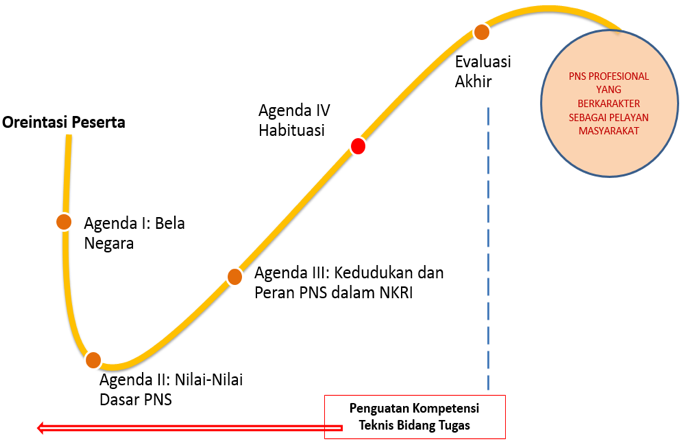 Oreintasi Peserta
Agenda I: Bela
Negara
Agenda II: Nilai-Nilai
Dasar PNS
Agenda III: Kedudukan dan
Peran PNS dalam NKRI
Agenda IV
Habituasi
Evaluasi
Akhir
PNS PROFESIONAL
YANG
BERKARAKTER
SEBAGAI PELAYAN
MASYARAKAT
Penguatan Kompetensi
Teknis Bidang Tugas